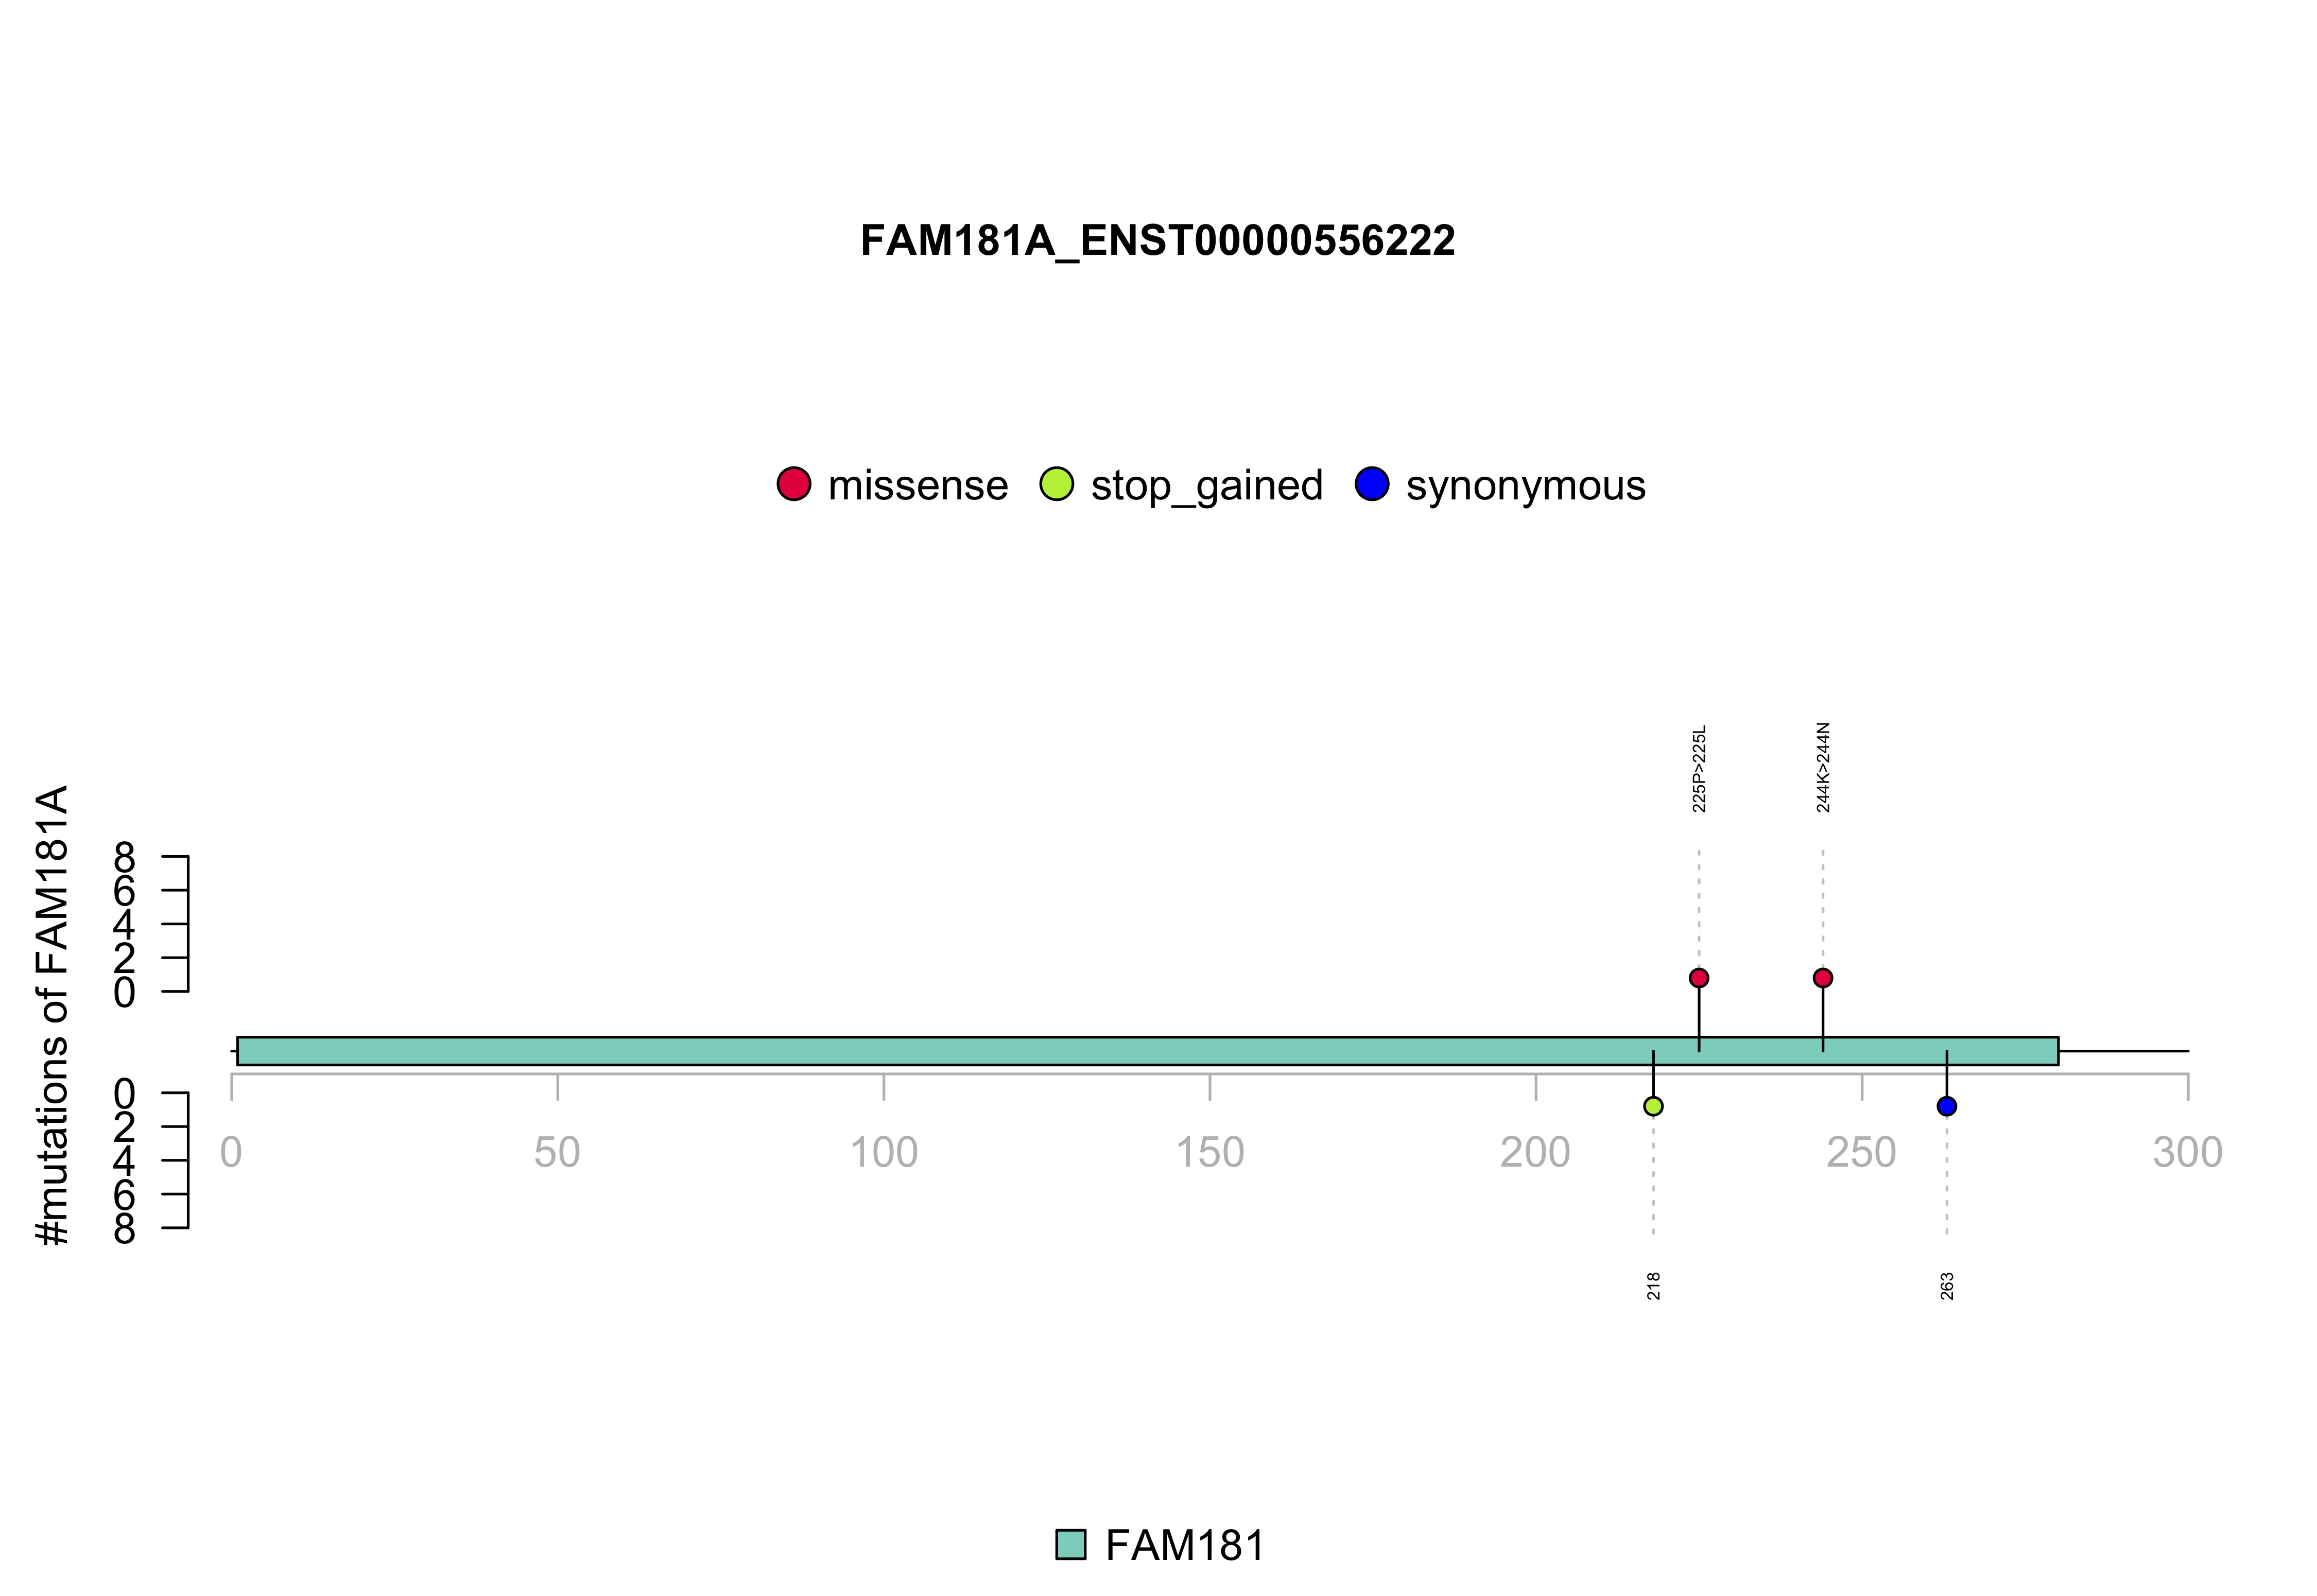 FAM181A_ENST00000556222
missense stop_gained synonymous
225P>225L
244K>244N
#mutations of FAM181A
8
6
4
2
0
0
2
4
6
8
0 50 100 150 200 250 300
218
263
FAM181